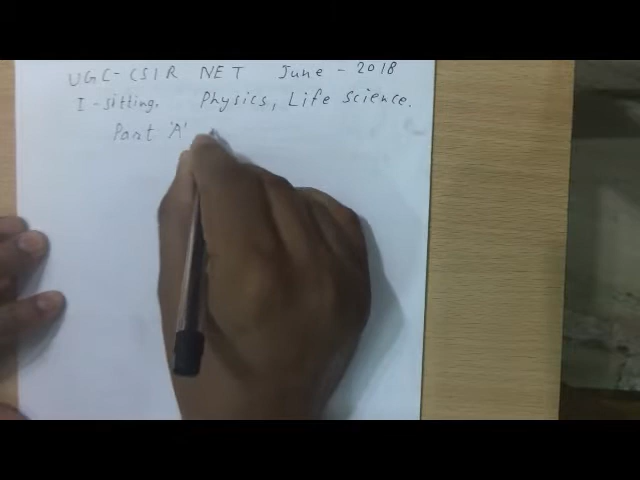 UGC-CSIR NET June - 2018
I-sitting. Physics, Life Science.
Part 'A'